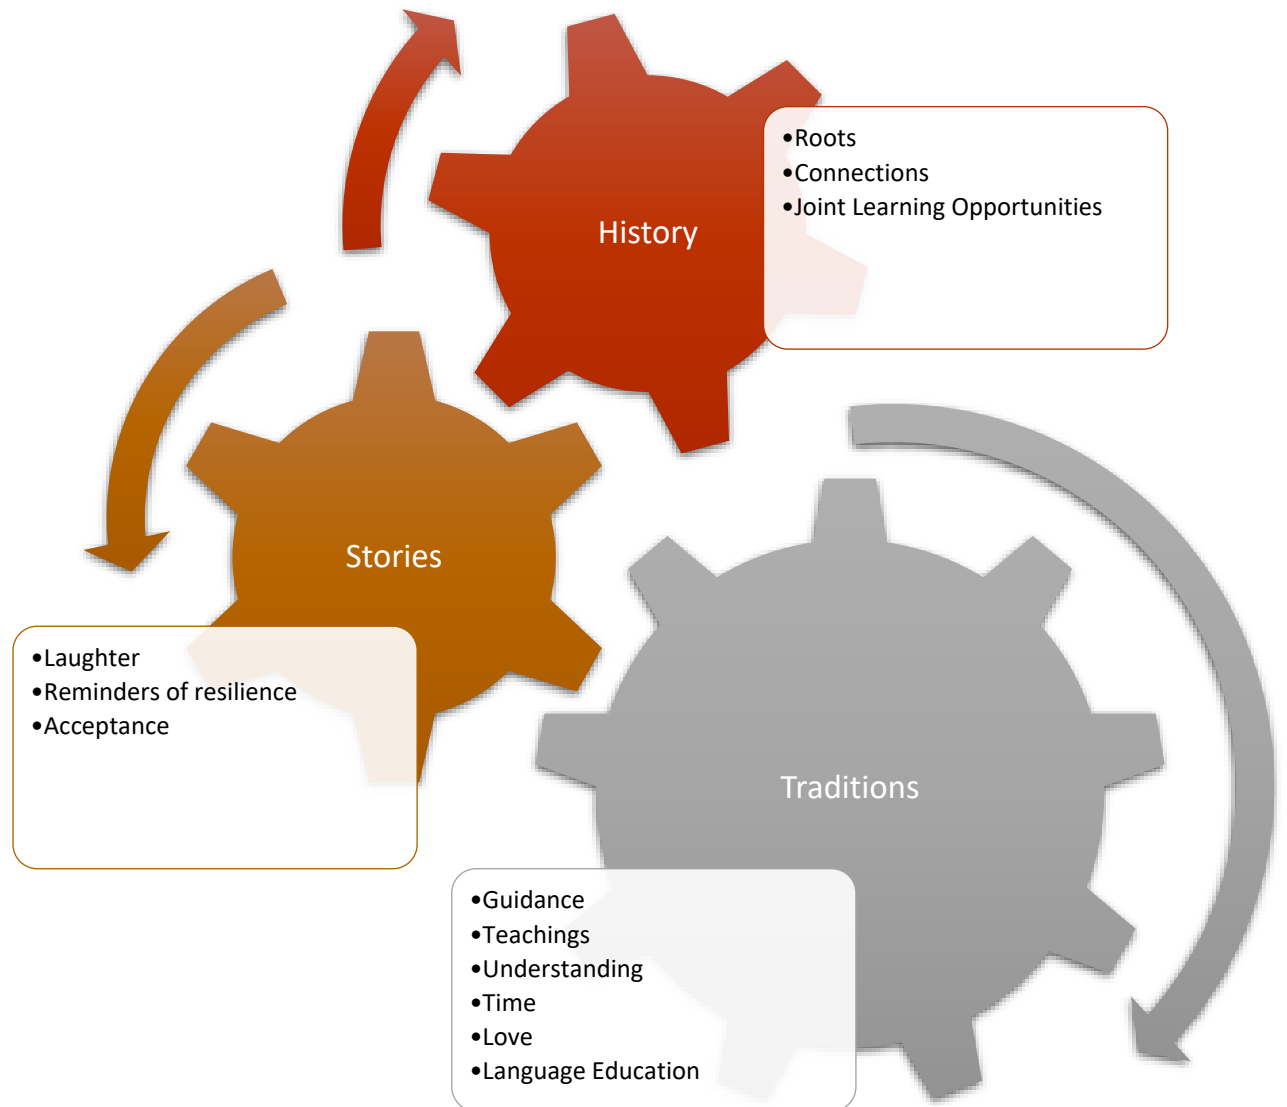 History
•Roots
•Connections
•Joint Learning Opportunities
Stories
•Laughter
•Reminders of resilience
•Acceptance
Traditions
•Guidance
•Teachings
•Understanding
•Time
•Love
•Language Education